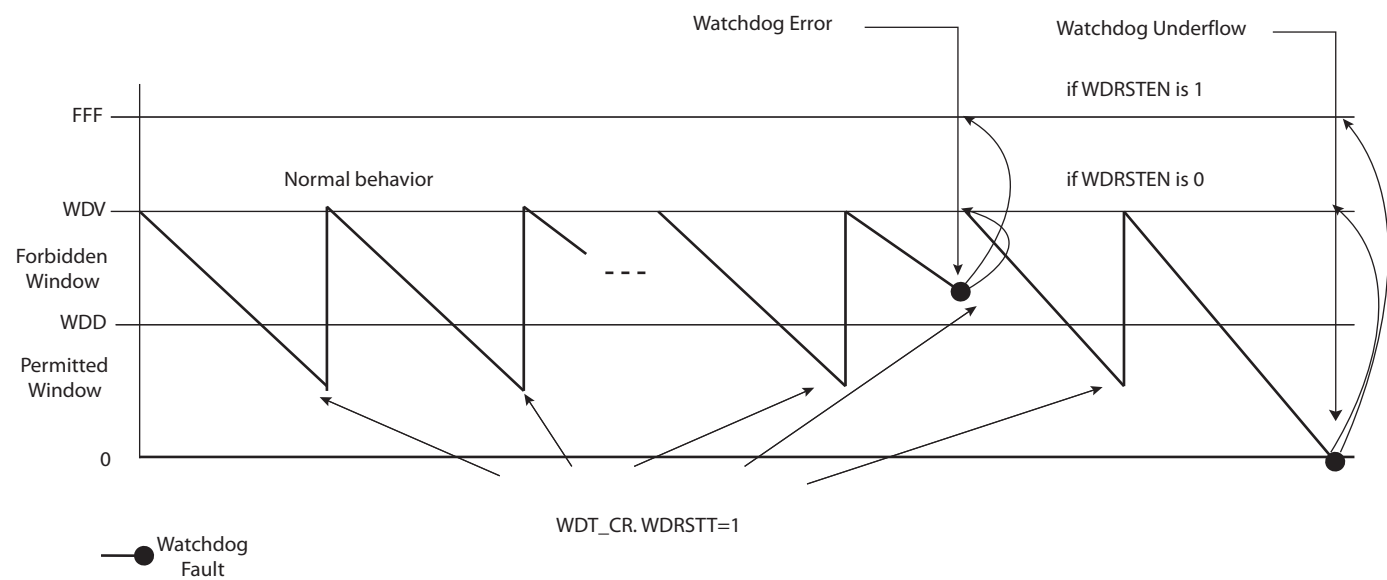 Watchdog Error
Watchdog Underflow
if WDRSTEN is 1
FFF
Normal behavior
if WDRSTEN is 0
WDV
Forbidden
Window
WDD
Permitted
Window
0
WDT_CR. WDRSTT=1
Watchdog
Fault